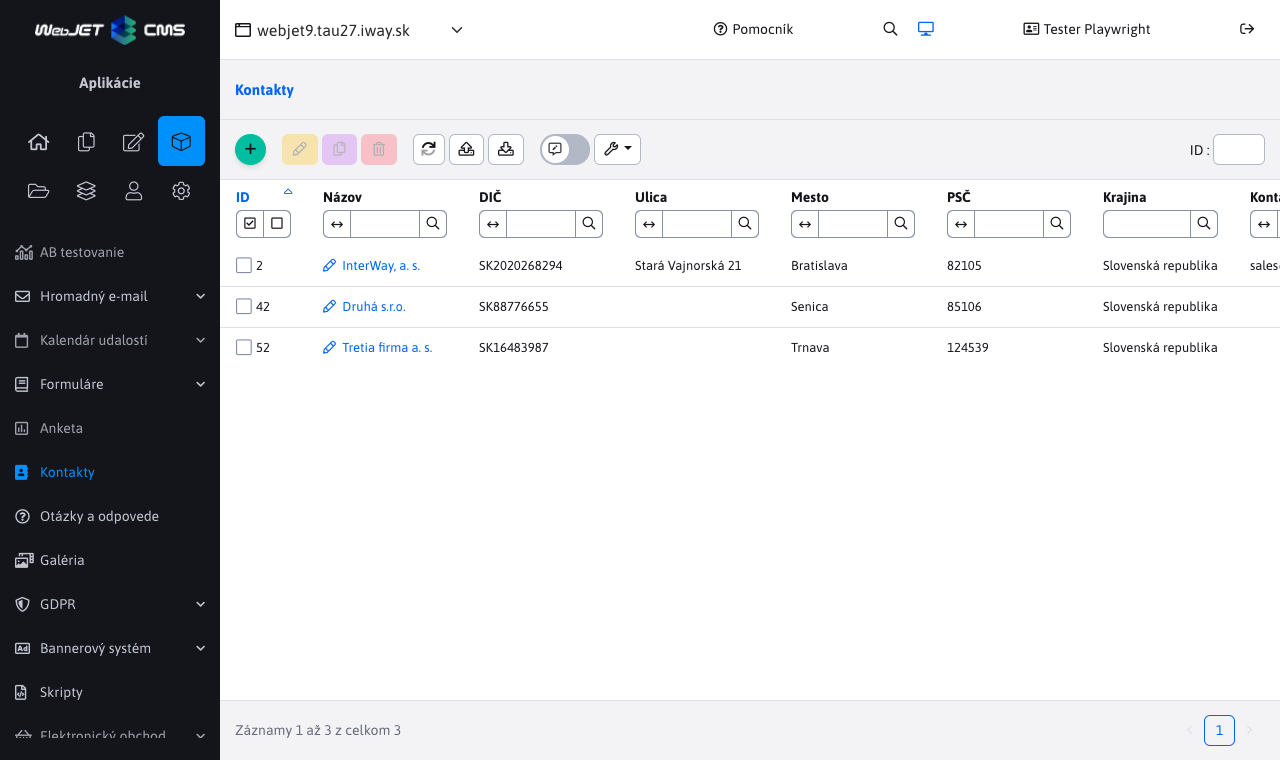 WebJET CMS
webjet9.tau27.iway.sk
Pomocník
Tester Playwright
Aplikácie
AB testovanie
Hromadný e-mail
Kalendár udalostí
Formuláre
Anketa
Kontakty
Otázky a odpovede
Galéria
GDPR
Bannerový systém
Skripty
Elektronický obchod
Kontakty
ID :
ID Názov DIČ Ulica Mesto PSČ Krajina
2 InterWay, a. s. SK2020268294 Stará Vajnorská 21 Bratislava 82105 Slovenská republika
42 Druhá s.r.o. SK88776655 Senica 85106 Slovenská republika
52 Tretia firma a. s. SK16483987 Trnava 124539 Slovenská republika
Záznamy 1 až 3 z celkom 3
1